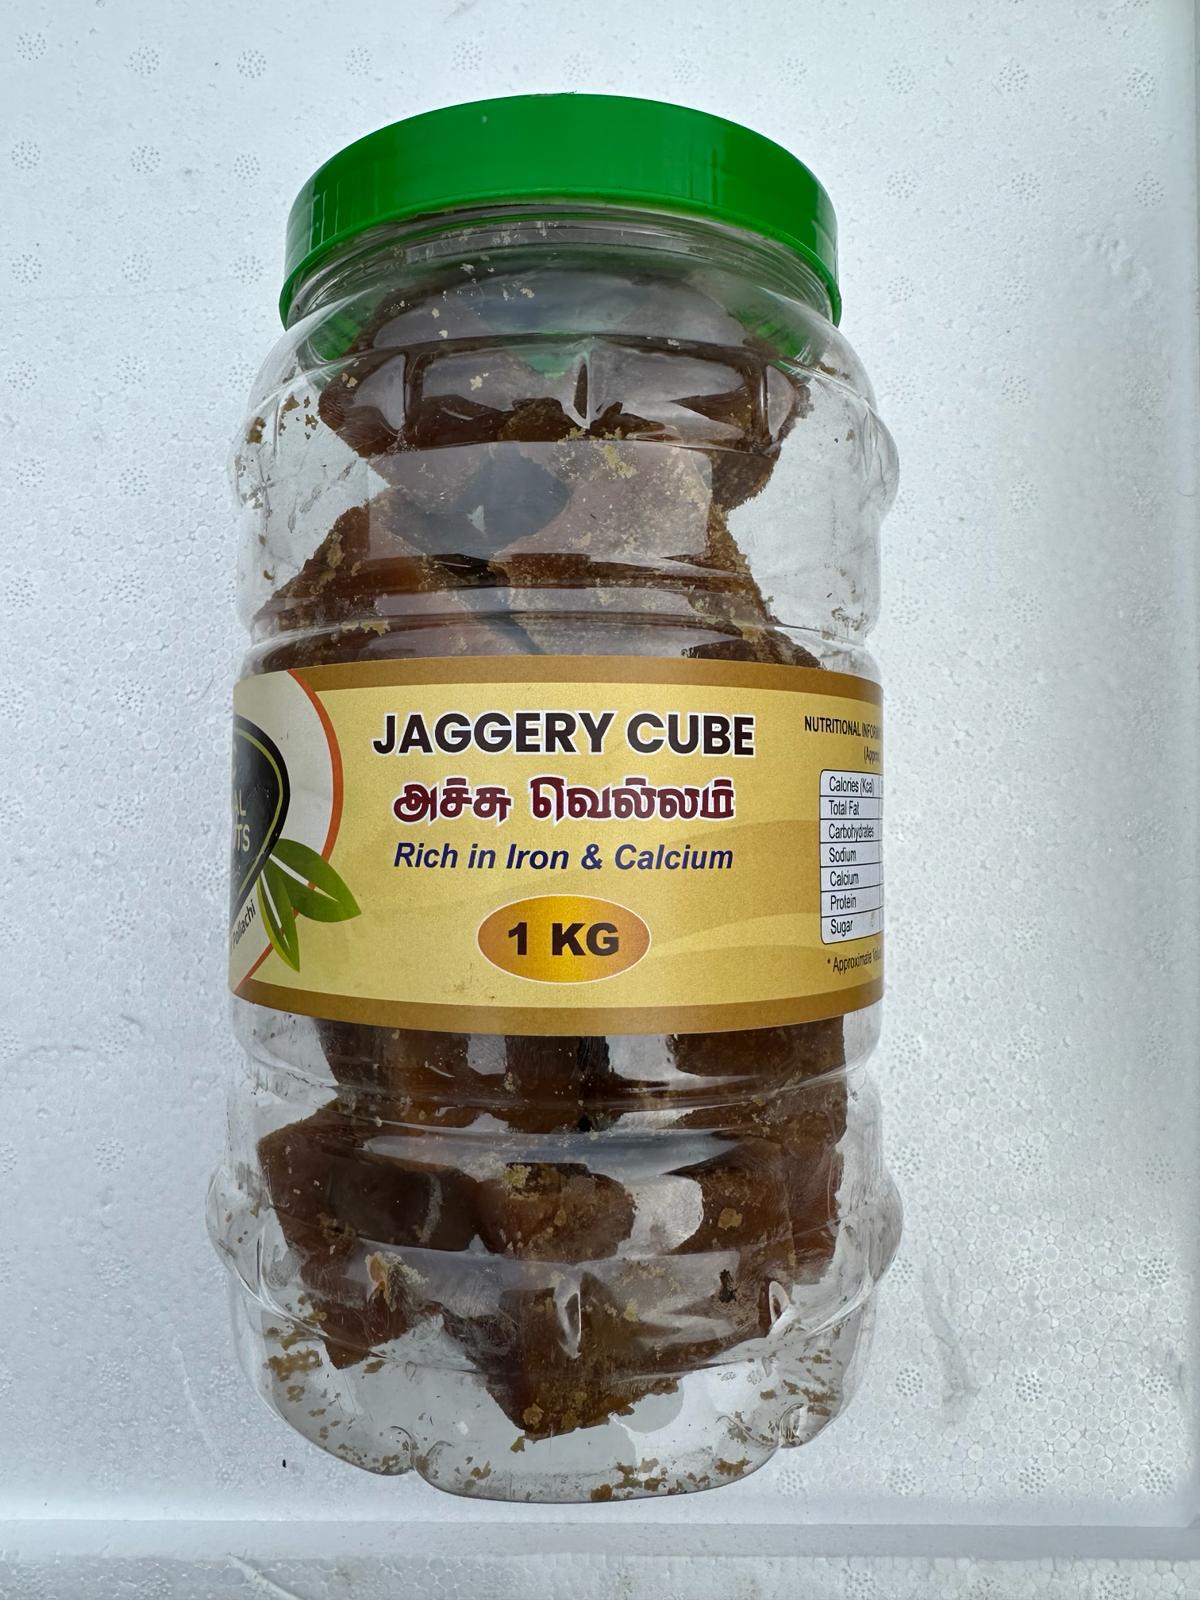 JAGGERY CUBE
அச்சு வெல்லம்
Rich in Iron & Calcium
1 KG
Pollachi
NUTRITIONAL
Calories (Kcal)
Total Fat
Carbohydrates
Sodium
Calcium
Protein
Sugar
* Approximate